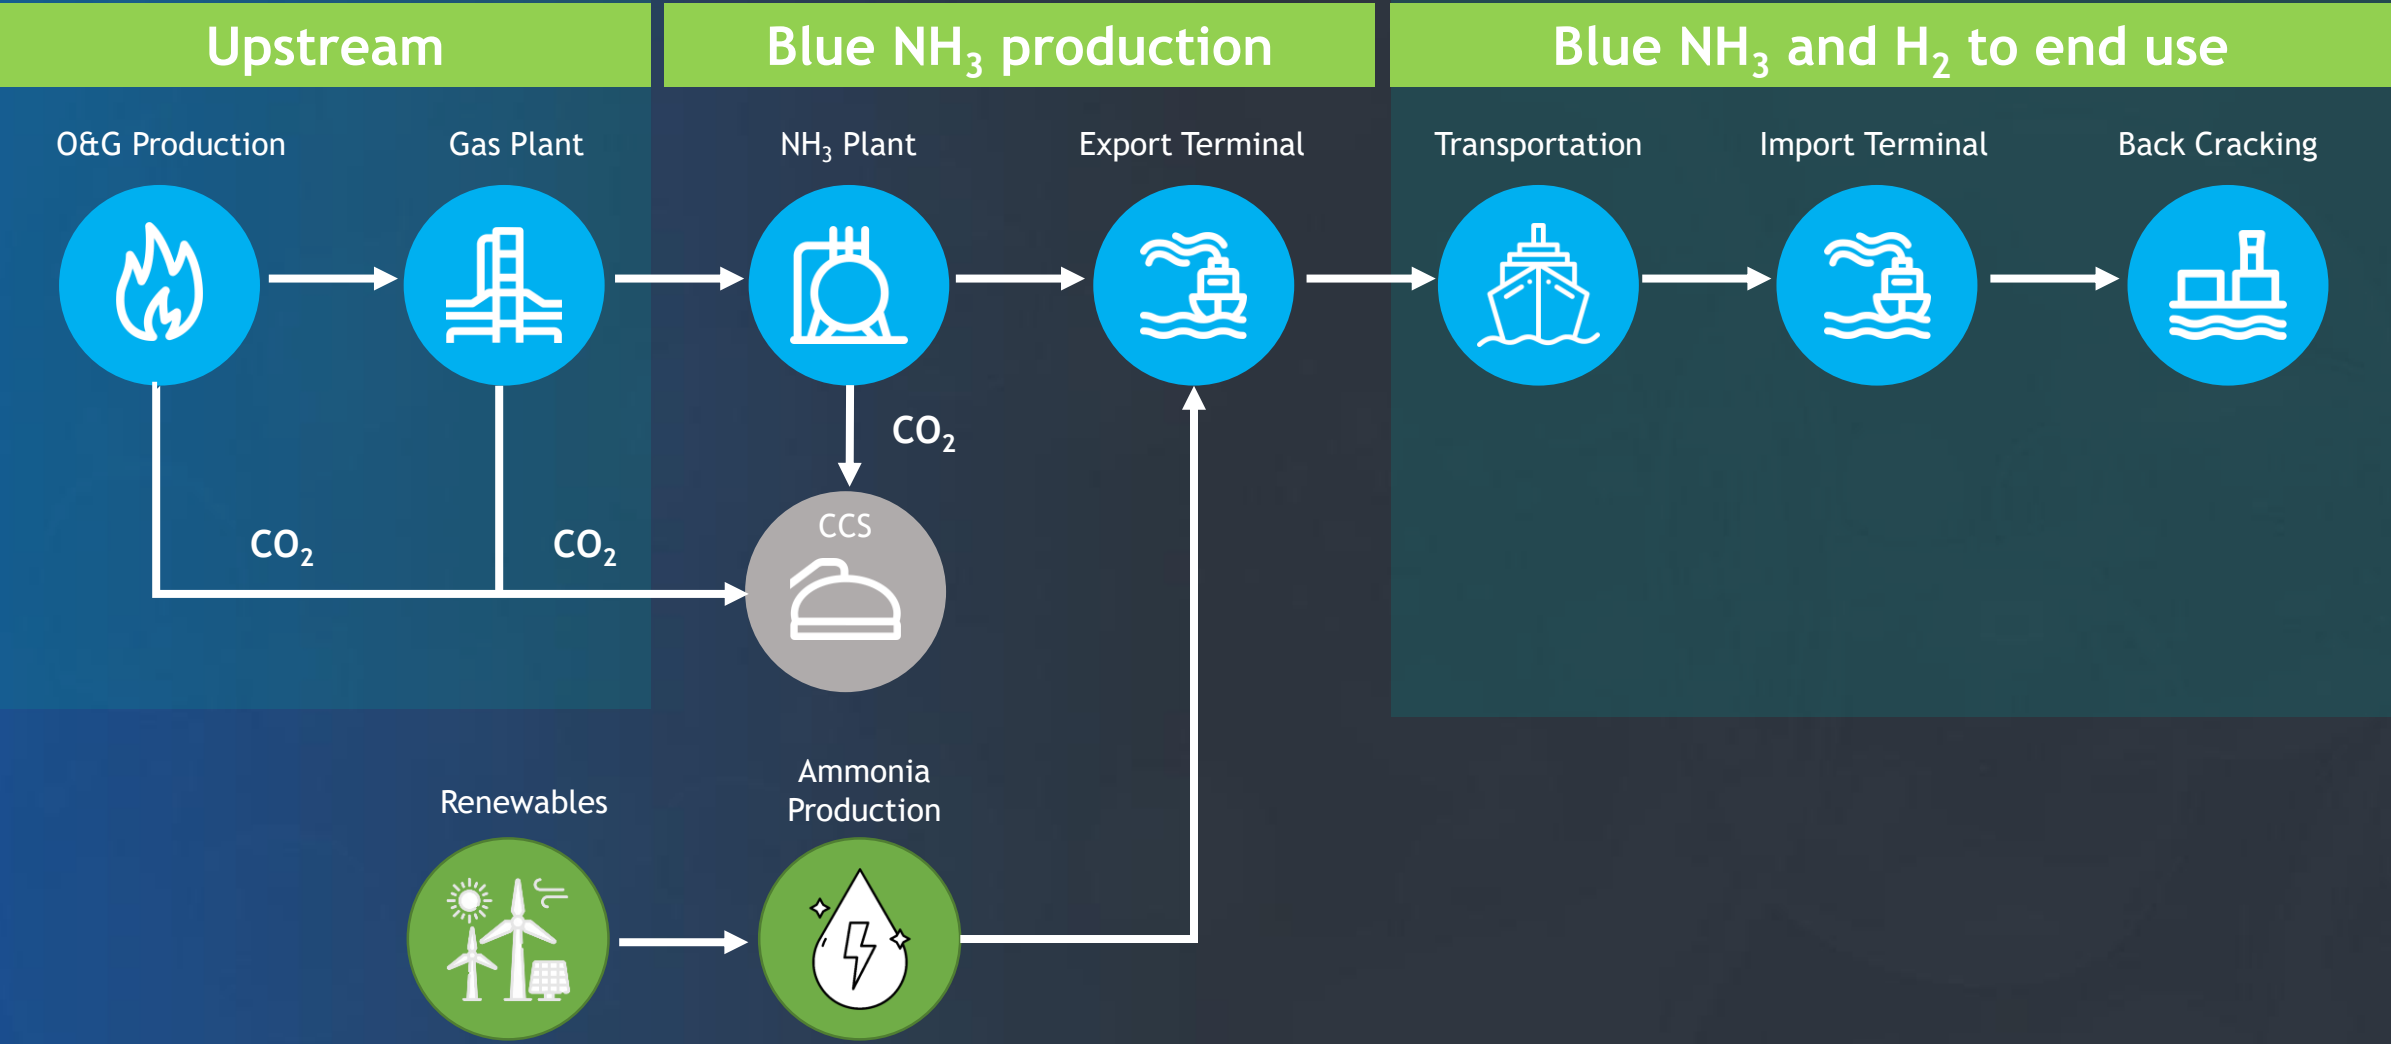 Upstream
Blue NH₃ production
Blue NH₃ and H₂ to end use
O&G Production
Gas Plant
NH₃ Plant
Export Terminal
Transportation
Import Terminal
Back Cracking
CO₂
CCS
CO₂
CO₂
Renewables
Ammonia
Production